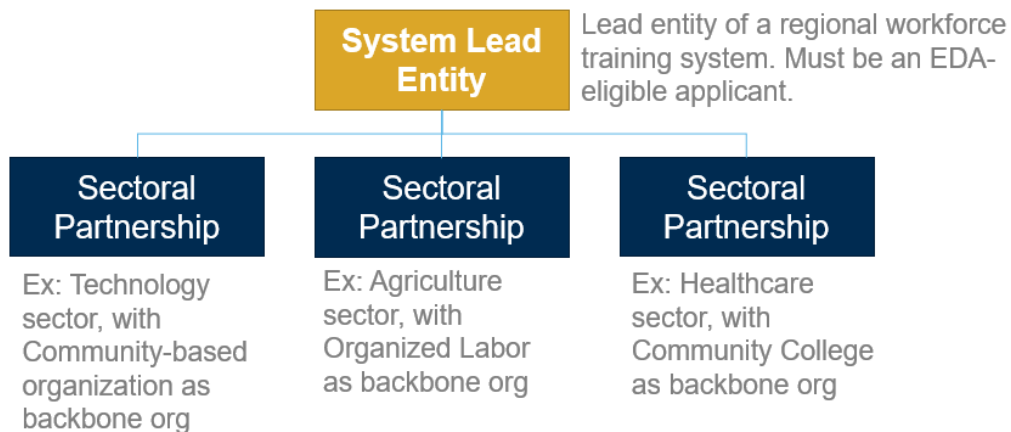 System Lead
Entity
Lead entity of a regional workforce
training system. Must be an EDA-
eligible applicant.
Sectoral
Partnership
Ex: Technology
sector, with
Community-based
organization as
backbone org
Sectoral
Partnership
Ex: Agriculture
sector, with
Organized Labor
as backbone org
Sectoral
Partnership
Ex: Healthcare
sector, with
Community College
as backbone org